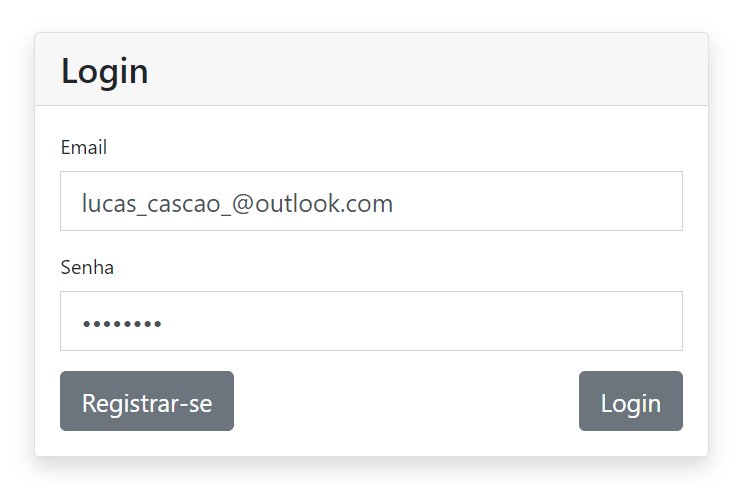 Login
Email
lucas_cascao_@outlook.com
Senha
••••••••
Registrar-se Login